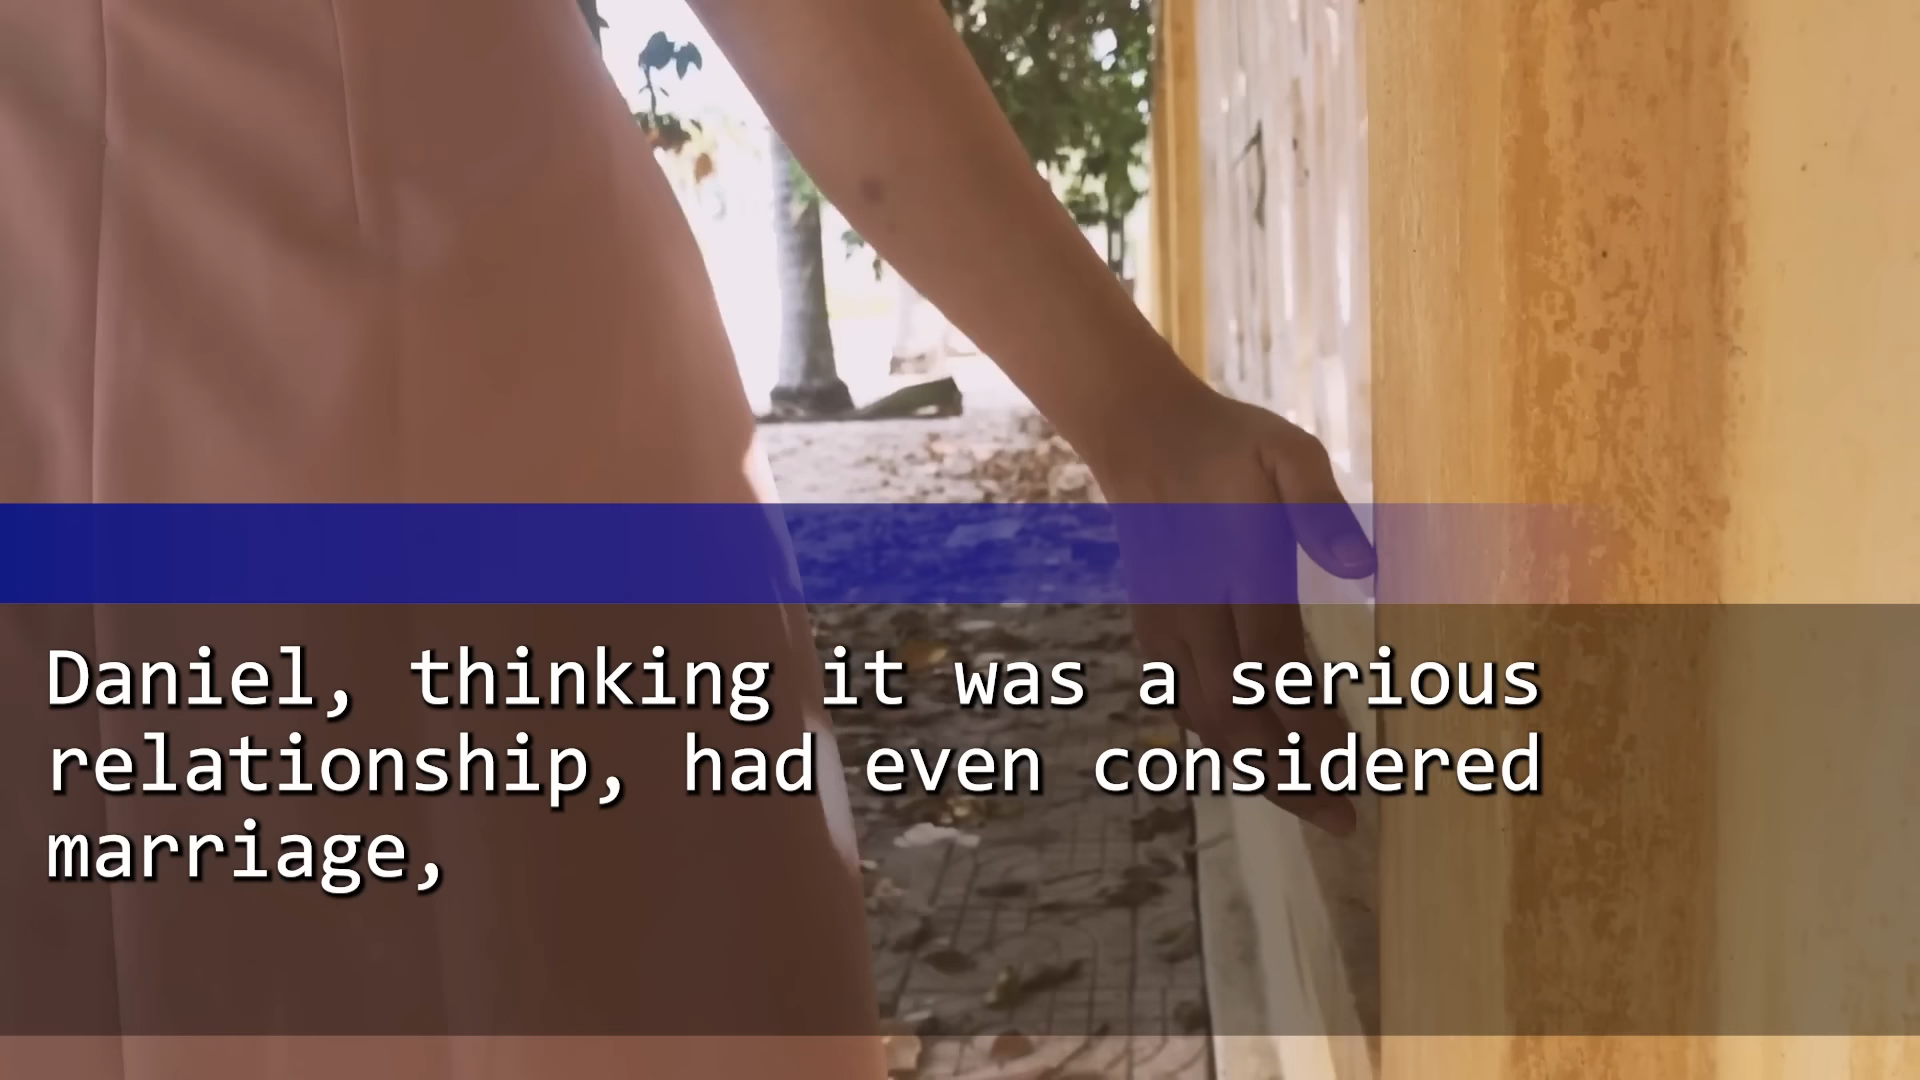 Daniel, thinking it was a serious
relationship, had even considered
marriage,